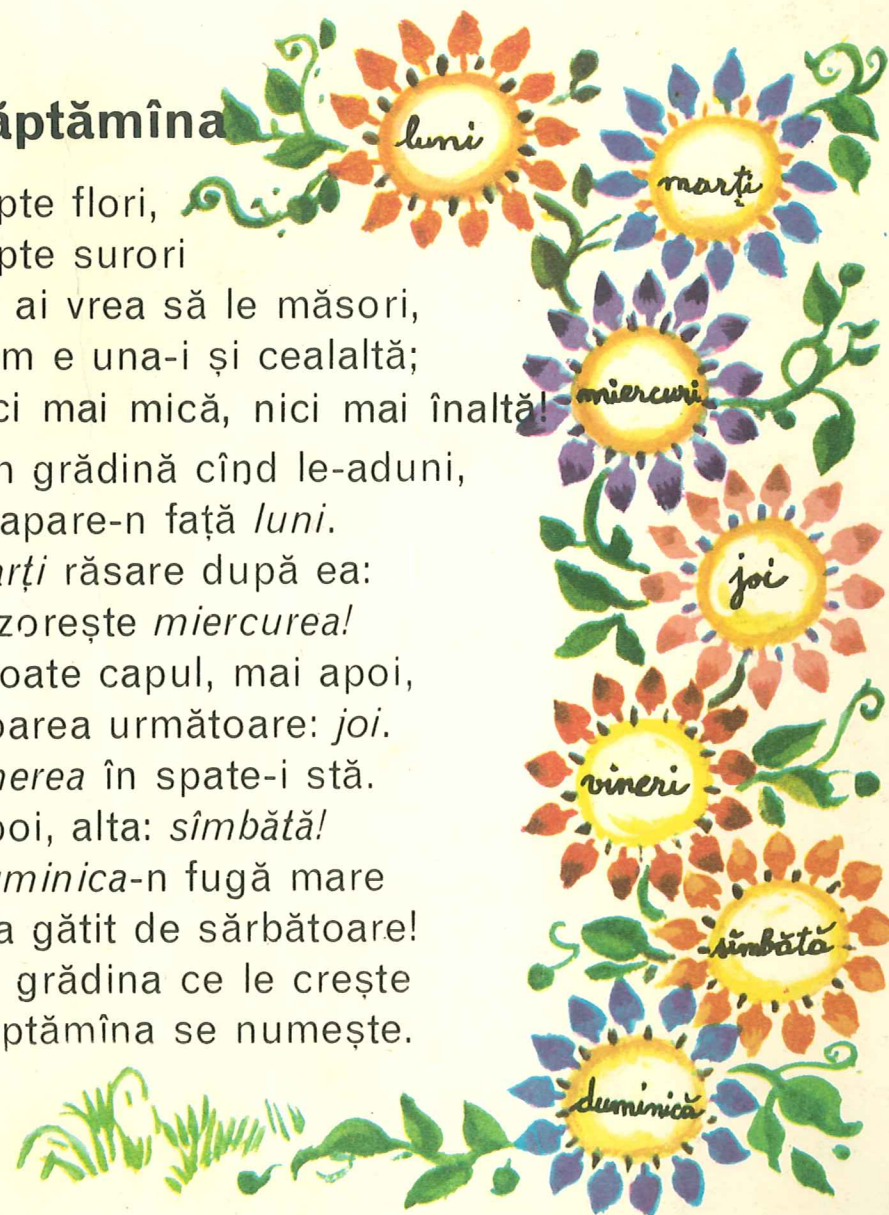 ăptămîna
pte flori,
pte surori
ai vrea să le măsori,
m e una-i și cealaltă;
ci mai mică, nici mai înaltă!
n grădină cînd le-aduni,
apare-n față luni.
arți răsare după ea:
zorește miercurea!
oate capul, mai apoi,
oarea următoare: joi.
nerea în spate-i stă.
poi, alta: sîmbătă!
uminica-n fugă mare
a gătit de sărbătoare!
grădina ce le crește
ptămîna se numește.
luni
marți
miercuri
joi
vineri
sîmbătă
duminică